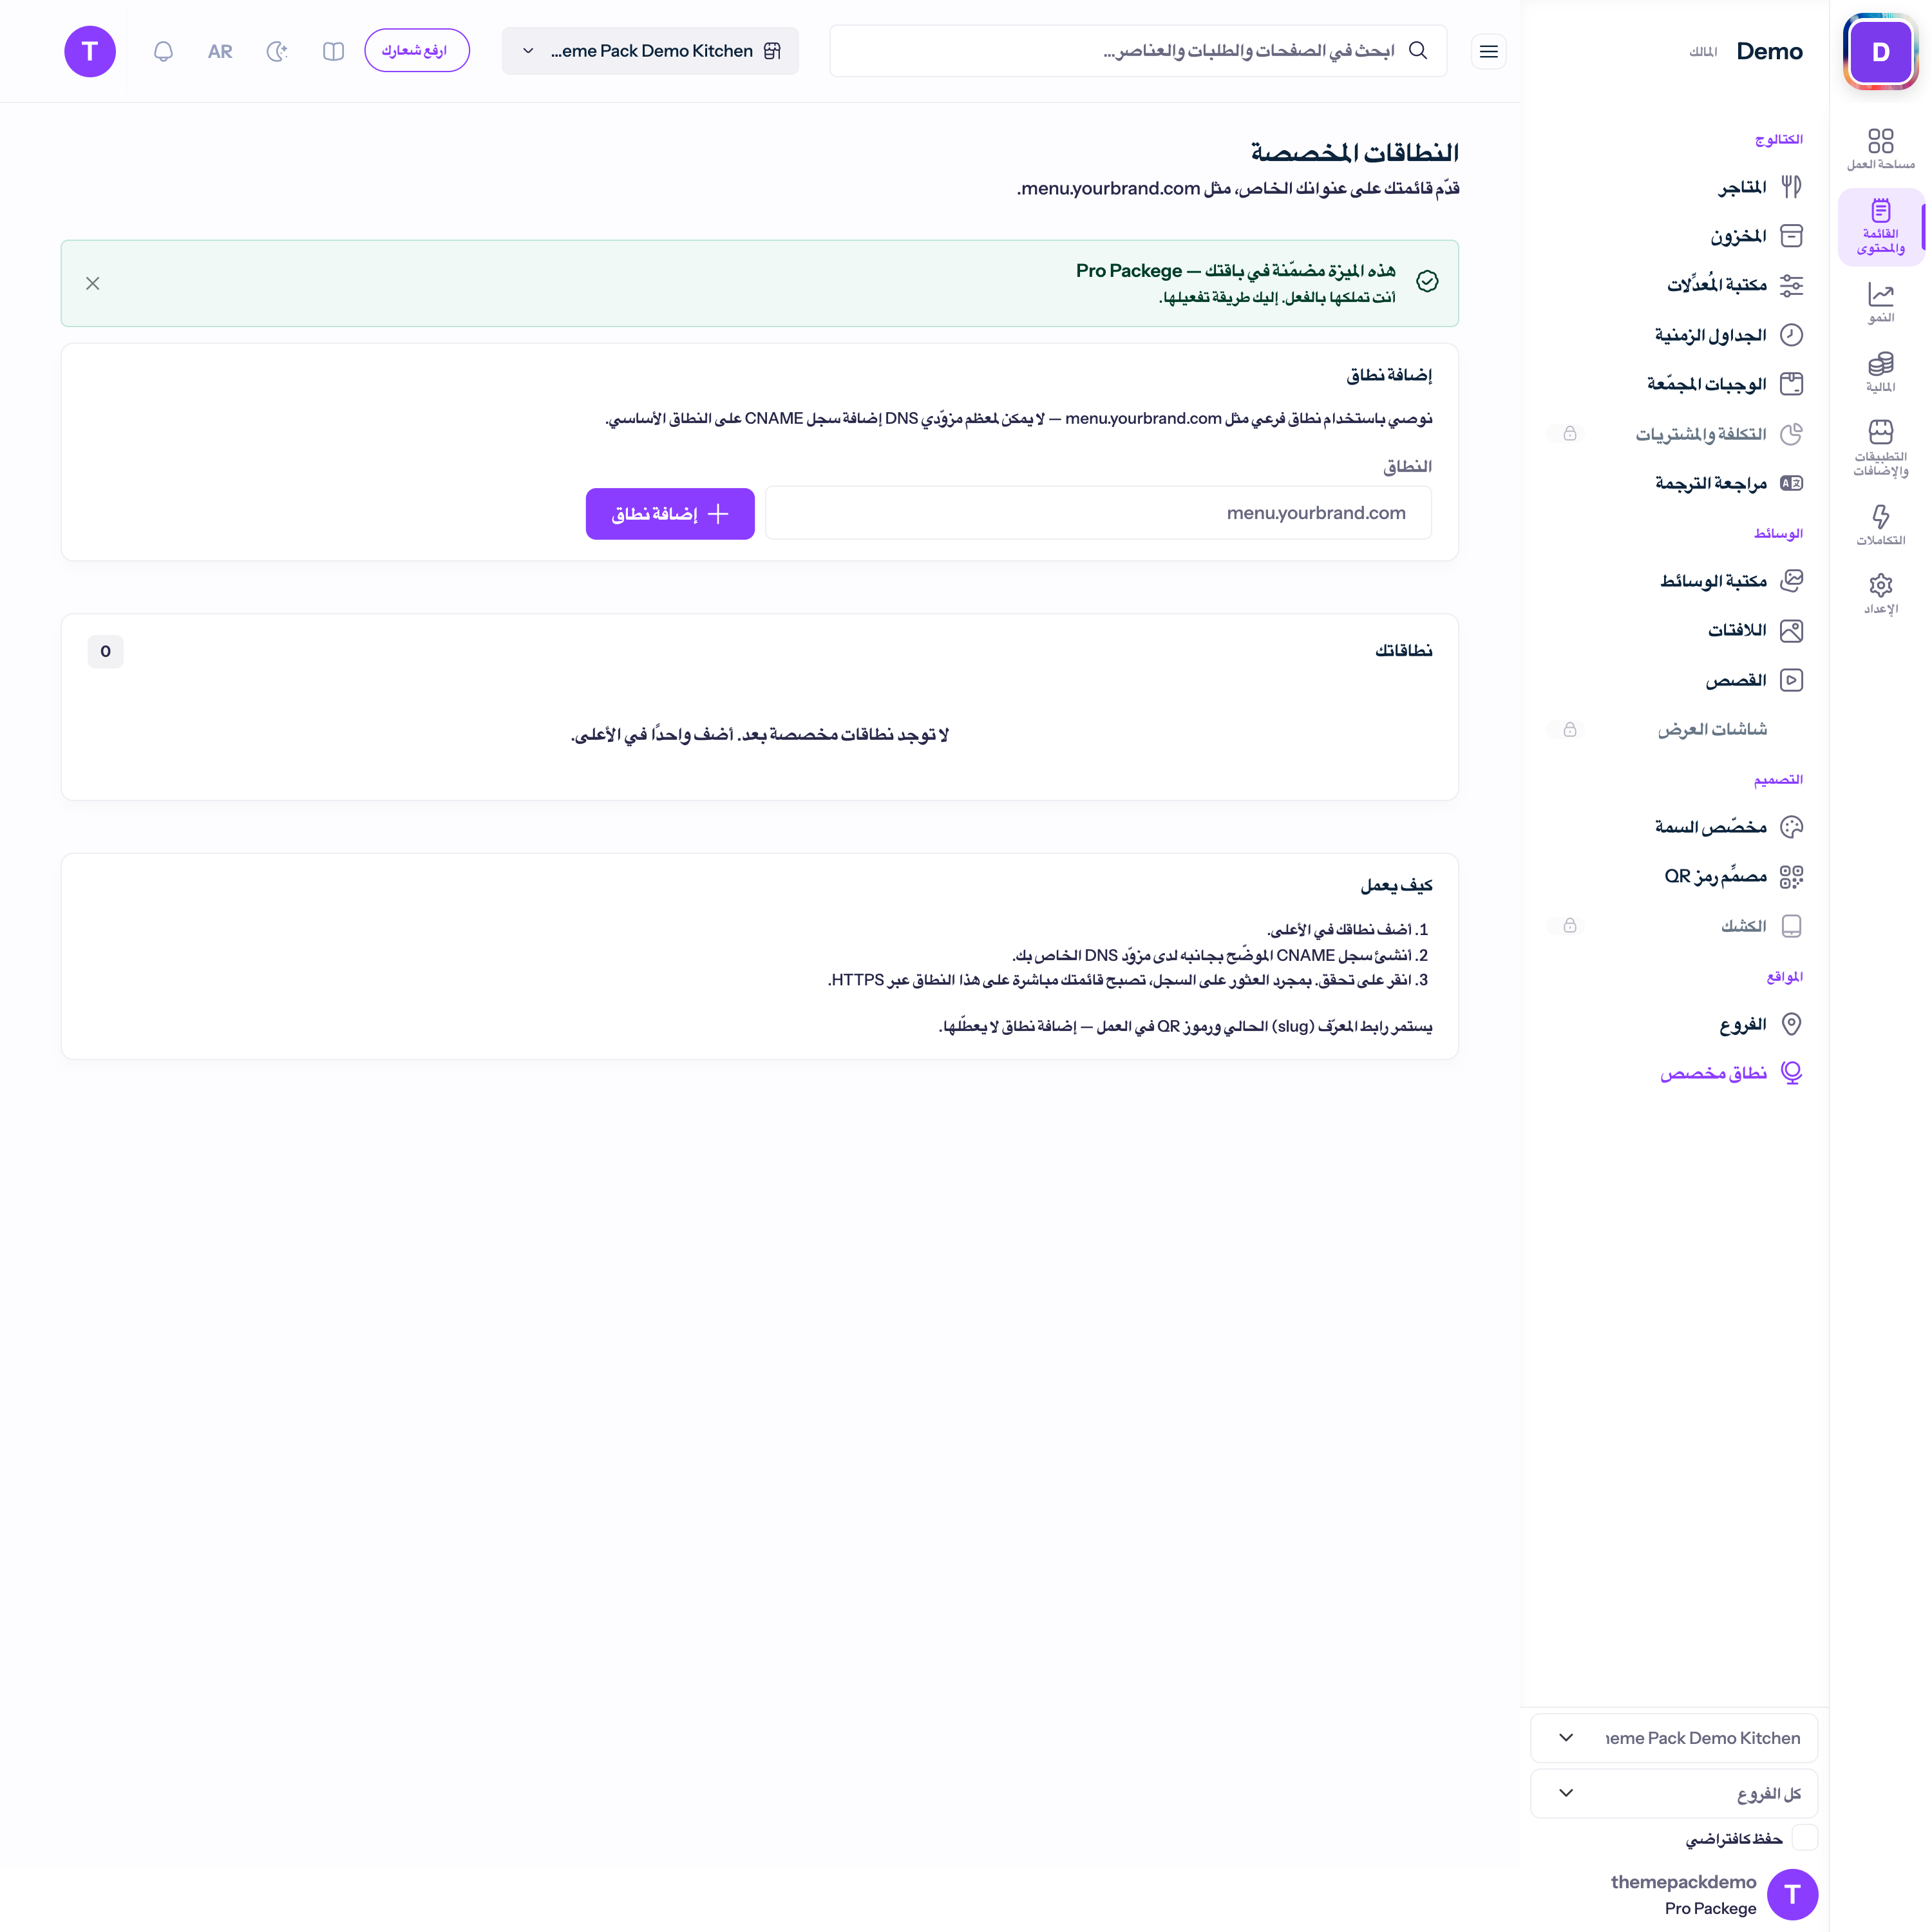 D
مساحة العمل
القائمة
والمحتوى
النمو
المالية
التطبيقات
والإضافات
التكاملات
الإعداد
Demo المالك
الكتالوج
المتاجر
المخزون
مكتبة المُعدِّلات
الجداول الزمنية
الوجبات المجمّعة
التكلفة والمشتريات
مراجعة الترجمة
الوسائط
مكتبة الوسائط
اللافتات
القصص
شاشات العرض
التصميم
مخصّص السمة
مصمِّم رمز QR
الكشك
المواقع
الفروع
نطاق مخصص
heme Pack Demo Kitchen
كل الفروع
حفظ كافتراضي
T
themepackdemo
Pro Packege
ابحث في الصفحات والطلبات والعناصر...
...eme Pack Demo Kitchen
ارفع شعارك
AR
T
النطاقات المخصصة
قدّم قائمتك على عنوانك الخاص، مثل menu.yourbrand.com.
هذه الميزة مضمّنة في باقتك — Pro Packege
أنت تملكها بالفعل. إليك طريقة تفعيلها.
إضافة نطاق
نوصي باستخدام نطاق فرعي مثل menu.yourbrand.com — لا يمكن لمعظم مزوّدي DNS إضافة سجل CNAME على النطاق الأساسي.
النطاق
menu.yourbrand.com
إضافة نطاق
نطاقاتك
0
لا توجد نطاقات مخصصة بعد. أضف واحدًا في الأعلى.
كيف يعمل
1. أضف نطاقك في الأعلى.
2. أنشئ سجل CNAME الموضّح بجانبه لدى مزوّد DNS الخاص بك.
3. انقر على تحقق. بمجرد العثور على السجل، تصبح قائمتك مباشرة على هذا النطاق عبر HTTPS.
يستمر رابط المعرّف (slug) الحالي ورموز QR في العمل — إضافة نطاق لا يعطّلها.